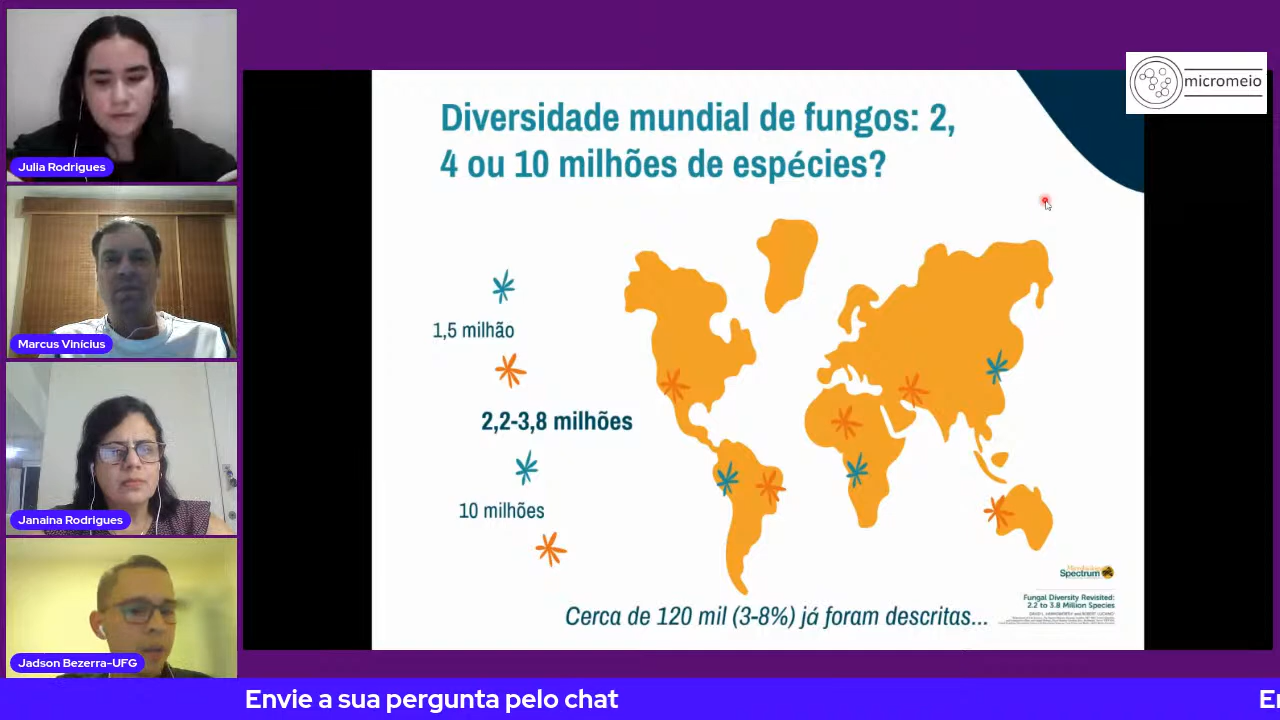 Julia Rodrigues
Marcus Vinícius
Janaina Rodrigues
Jadson Bezerra-UFG
micromeio
Diversidade mundial de fungos: 2,
4 ou 10 milhões de espécies?
1,5 milhão
2,2-3,8 milhões
10 milhões
Spectrum
Fungal Diversity Revisited:
2.2 to 3.8 Million Species
Cerca de 120 mil (3-8%) já foram descritas...
Envie a sua pergunta pelo chat